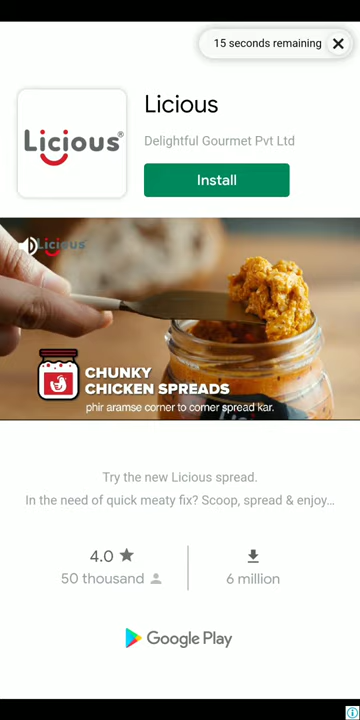 15 seconds remaining
Licious®
Licious
Delightful Gourmet Pvt Ltd
Install
Licious
CHUNKY
CHICKEN SPREADS
phir aramse corner to corner spread kar.
Try the new Licious spread.
In the need of quick meaty fix? Scoop, spread & enjoy…
4.0
50 thousand
6 million
Google Play